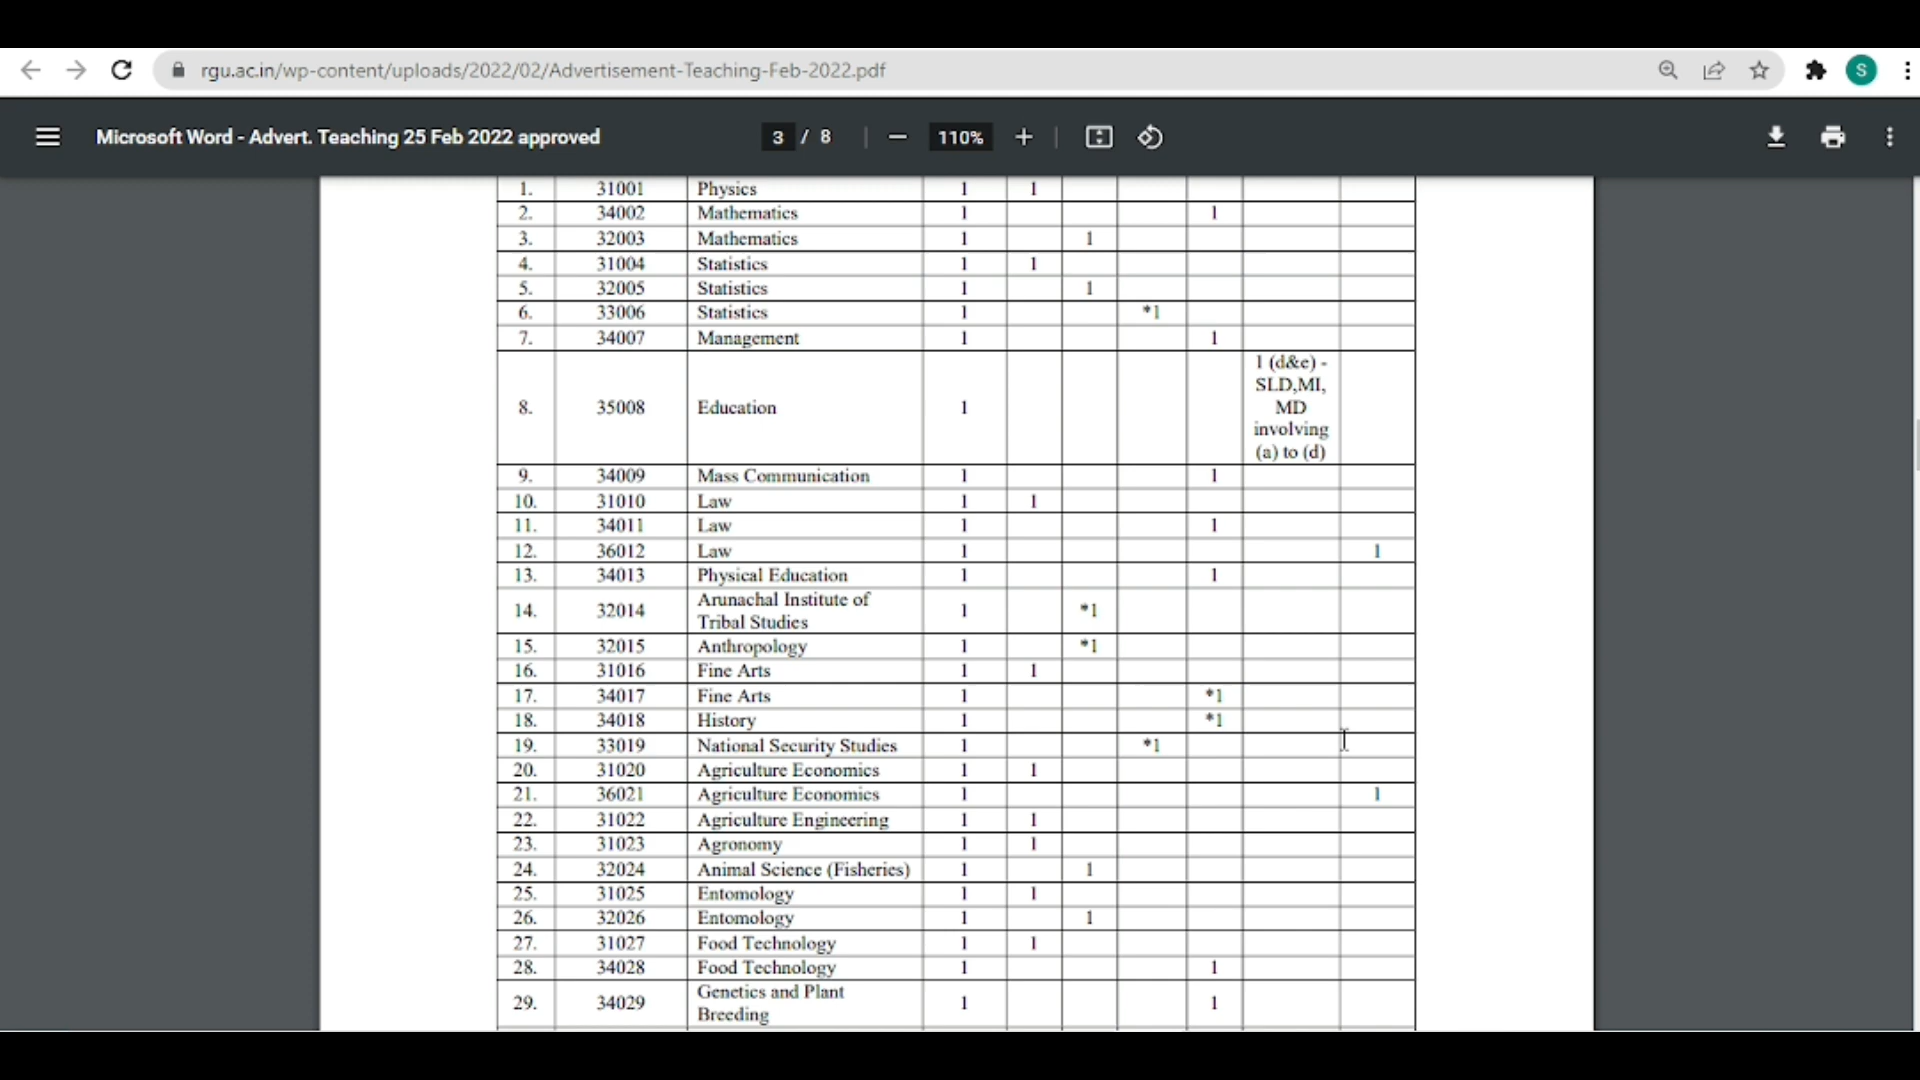 rgu.ac.in/wp-content/uploads/2022/02/Advertisement-Teaching-Feb-2022.pdf
S
Microsoft Word - Advert. Teaching 25 Feb 2022 approved
3 / 8
110%
1. 31001 Physics 1 1
2. 34002 Mathematics 1 1
3. 32003 Mathematics 1 1
4. 31004 Statistics 1 1
5. 32005 Statistics 1 1
6. 33006 Statistics 1 *1
7. 34007 Management 1 1
8. 35008 Education 1
1 (d&e) -
SLD,MI,
MD
involving
(a) to (d)
9. 34009 Mass Communication 1 1
10. 31010 Law 1 1
11. 34011 Law 1 1
12. 36012 Law 1 1
13. 34013 Physical Education 1 1
14. 32014 Arunachal Institute of
Tribal Studies 1 *1
15. 32015 Anthropology 1 *1
16. 31016 Fine Arts 1 1
17. 34017 Fine Arts 1 *1
18. 34018 History 1 *1
19. 33019 National Security Studies 1 *1
20. 31020 Agriculture Economics 1 1
21. 36021 Agriculture Economics 1 1
22. 31022 Agriculture Engineering 1 1
23. 31023 Agronomy 1 1
24. 32024 Animal Science (Fisheries) 1 1
25. 31025 Entomology 1 1
26. 32026 Entomology 1 1
27. 31027 Food Technology 1 1
28. 34028 Food Technology 1 1
29. 34029 Genetics and Plant
Breeding 1 1